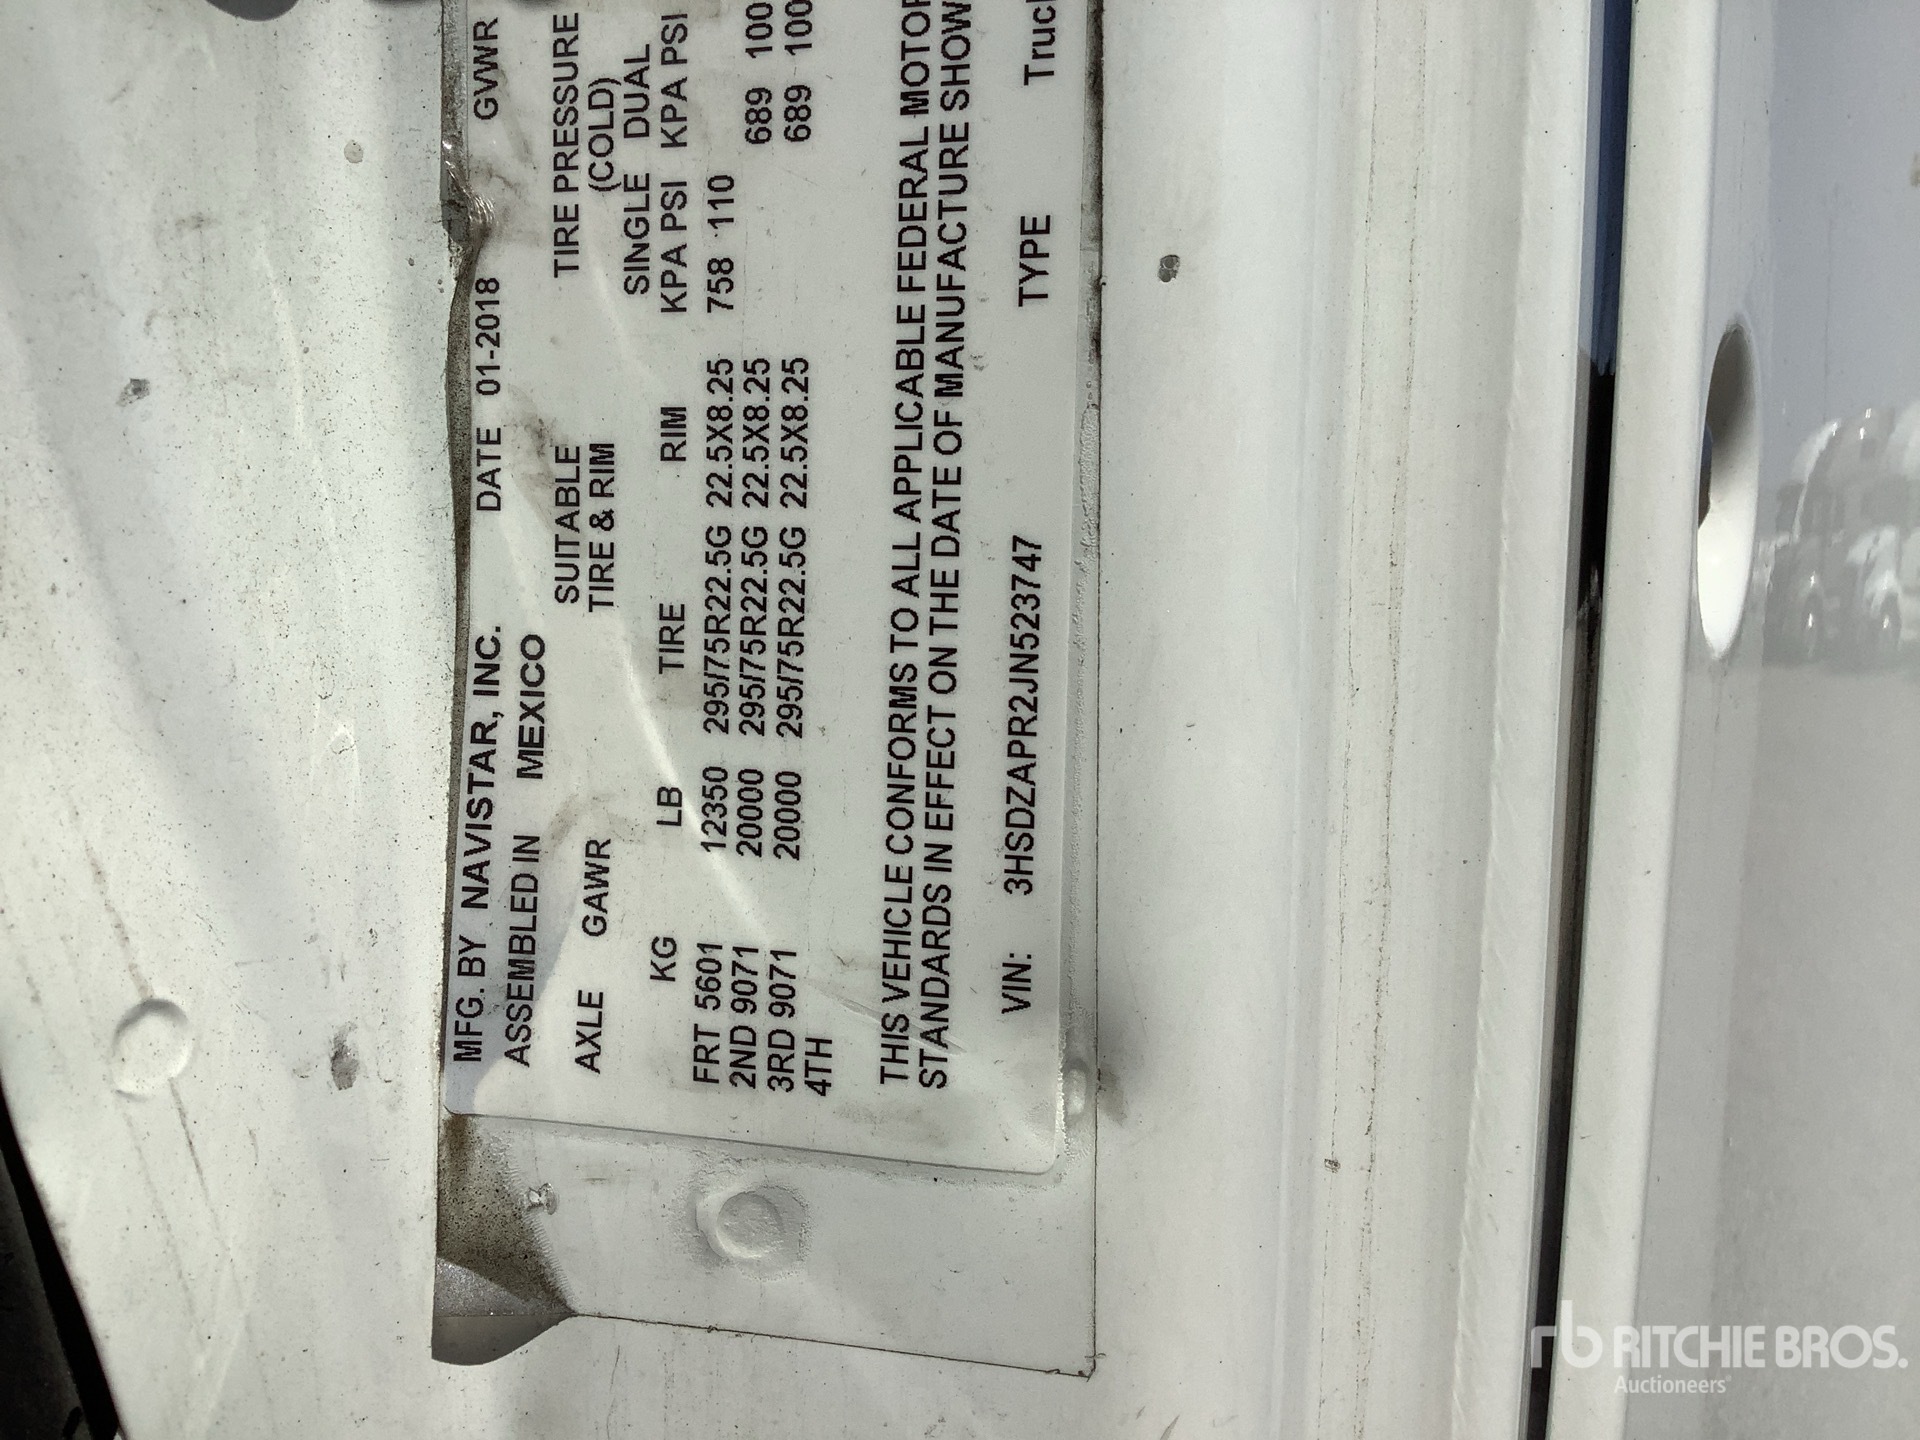 MFG. BY NAVISTAR, INC. DATE 01-2018 GVWR
ASSEMBLED IN MEXICO
SUITABLE TIRE PRESSURE
AXLE GAWR TIRE & RIM (COLD)
SINGLE DUAL
KG LB TIRE RIM KPA PSI KPA PSI
FRT 5601 12350 295/75R22.5G 22.5X8.25 758 110
2ND 9071 20000 295/75R22.5G 22.5X8.25 689 100
3RD 9071 20000 295/75R22.5G 22.5X8.25 689 100
4TH
THIS VEHICLE CONFORMS TO ALL APPLICABLE FEDERAL MOTOR
STANDARDS IN EFFECT ON THE DATE OF MANUFACTURE SHOW
VIN: 3HSDZAPR2JN523747 TYPE Truc
rb RITCHIE BROS.
Auctioneers